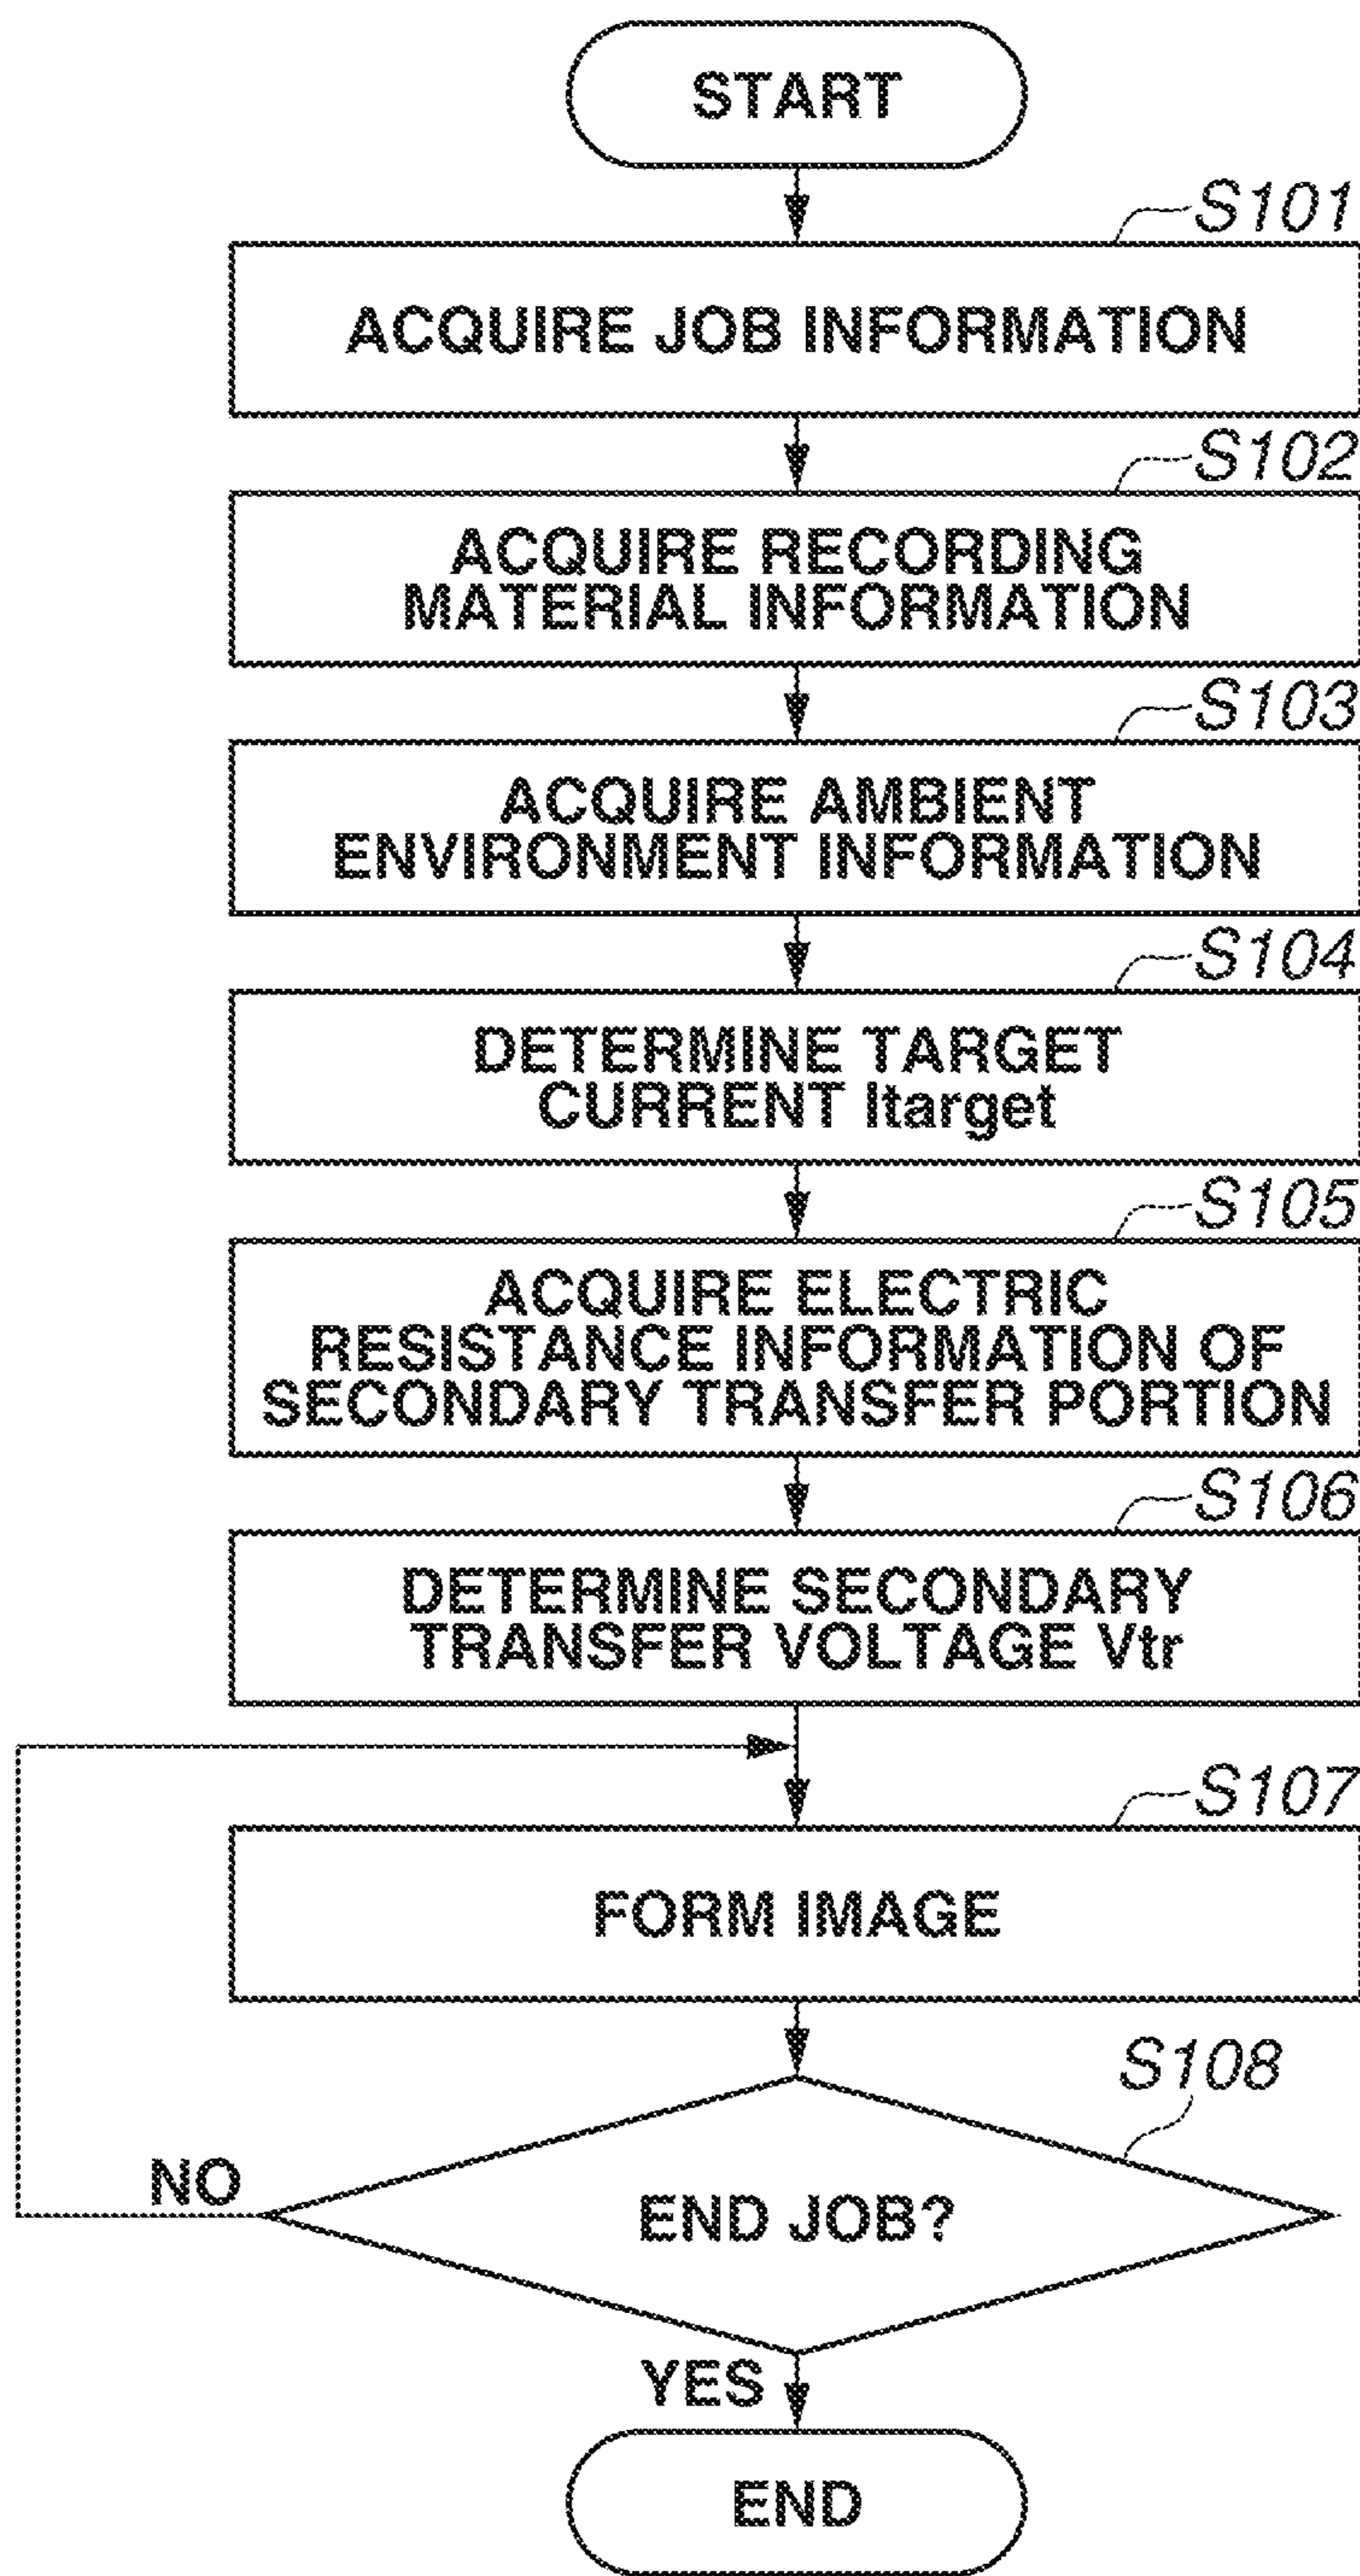 START
S101
ACQUIRE JOB INFORMATION
S102
ACQUIRE RECORDING
MATERIAL INFORMATION
S103
ACQUIRE AMBIENT
ENVIRONMENT INFORMATION
S104
DETERMINE TARGET
CURRENT Itarget
S105
ACQUIRE ELECTRIC
RESISTANCE INFORMATION OF
SECONDARY TRANSFER PORTION
S106
DETERMINE SECONDARY
TRANSFER VOLTAGE Vtr
S107
FORM IMAGE
S108
NO
END JOB?
YES
END